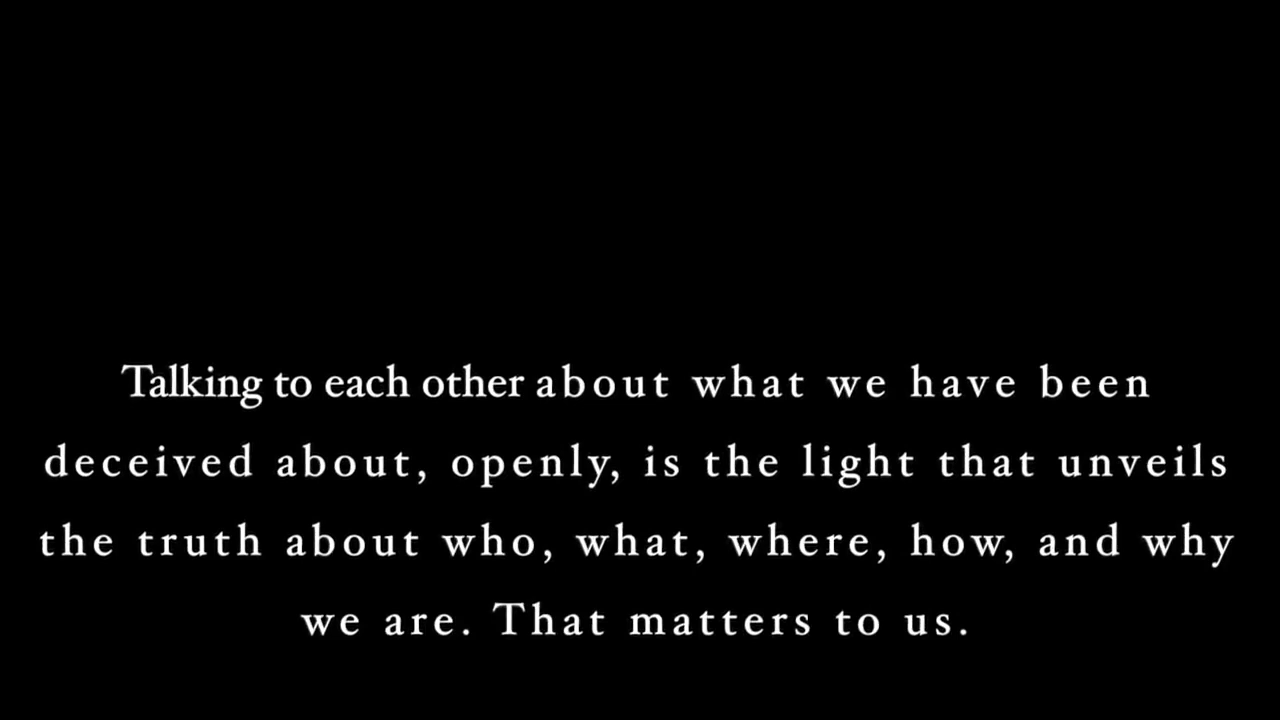 Talking to each other about what we have been
deceived about, openly, is the light that unveils
the truth about who, what, where, how, and why
we are. That matters to us.